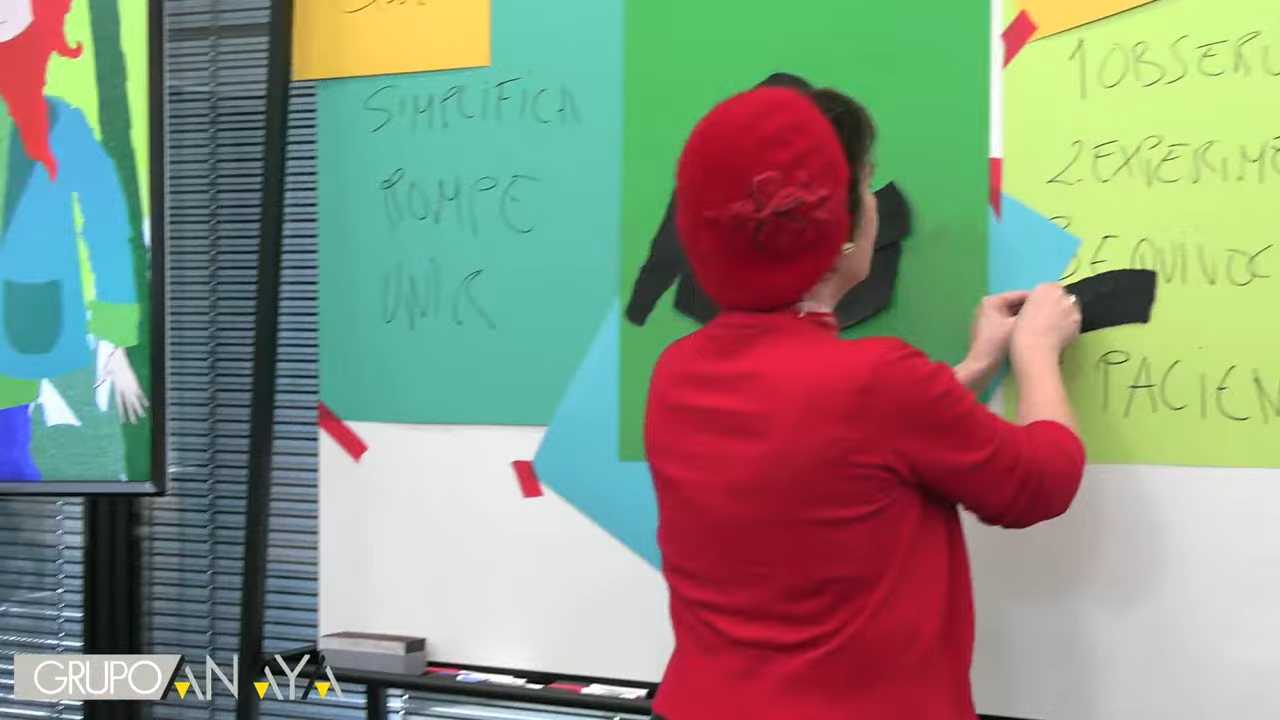 SIMPLIFICA
ROMPE
UNIR
1 OBSERV
2 EXPERIME
3 EQUIVOC
PACIEN
GRUPO ANAYA